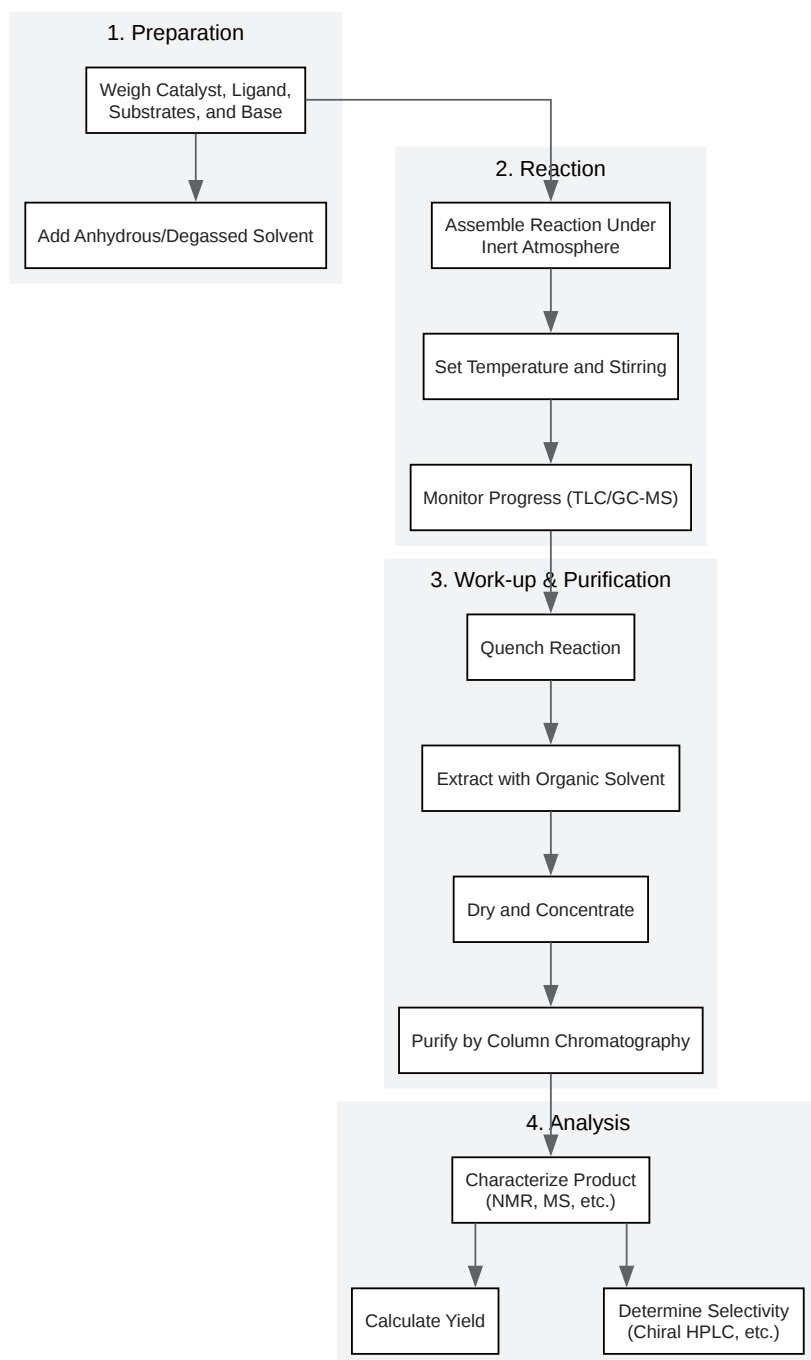 1. Preparation
Weigh Catalyst, Ligand,
Substrates, and Base
Add Anhydrous/Degassed Solvent
2. Reaction
Assemble Reaction Under
Inert Atmosphere
Set Temperature and Stirring
Monitor Progress (TLC/GC-MS)
3. Work-up & Purification
Quench Reaction
Extract with Organic Solvent
Dry and Concentrate
Purify by Column Chromatography
4. Analysis
Characterize Product
(NMR, MS, etc.)
Calculate Yield
Determine Selectivity
(Chiral HPLC, etc.)